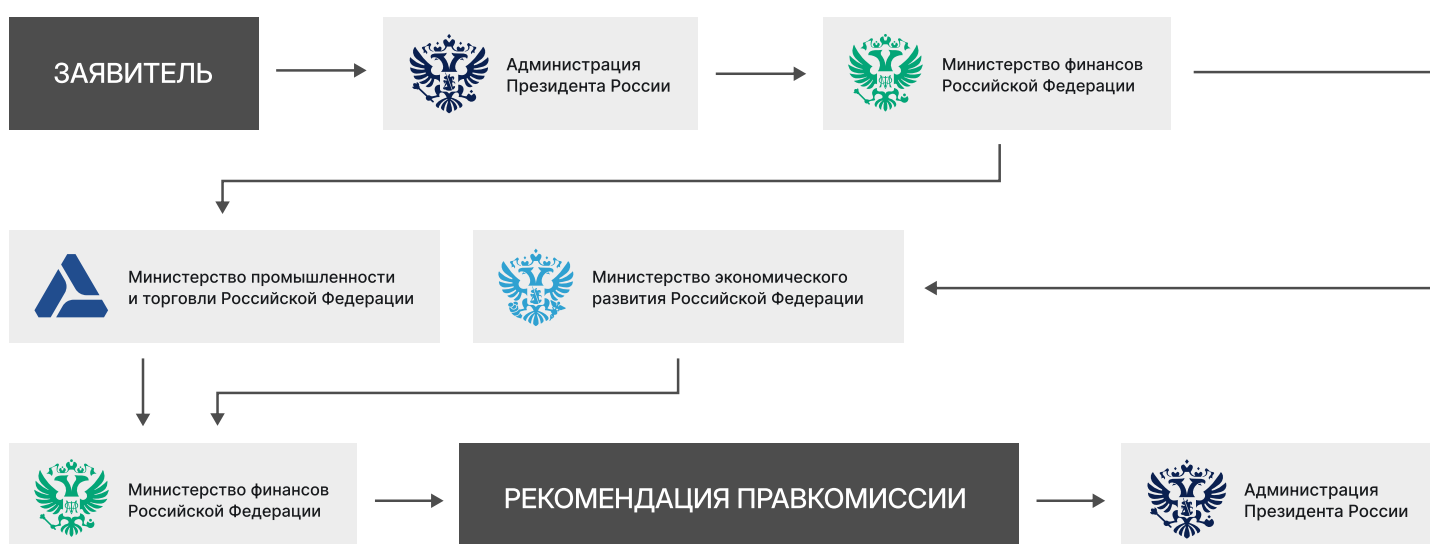 ЗАЯВИТЕЛЬ
Администрация
Президента России
Министерство финансов
Российской Федерации
Министерство промышленности
и торговли Российской Федерации
Министерство экономического
развития Российской Федерации
Министерство финансов
Российской Федерации
РЕКОМЕНДАЦИЯ ПРАВКОМИССИИ
Администрация
Президента России